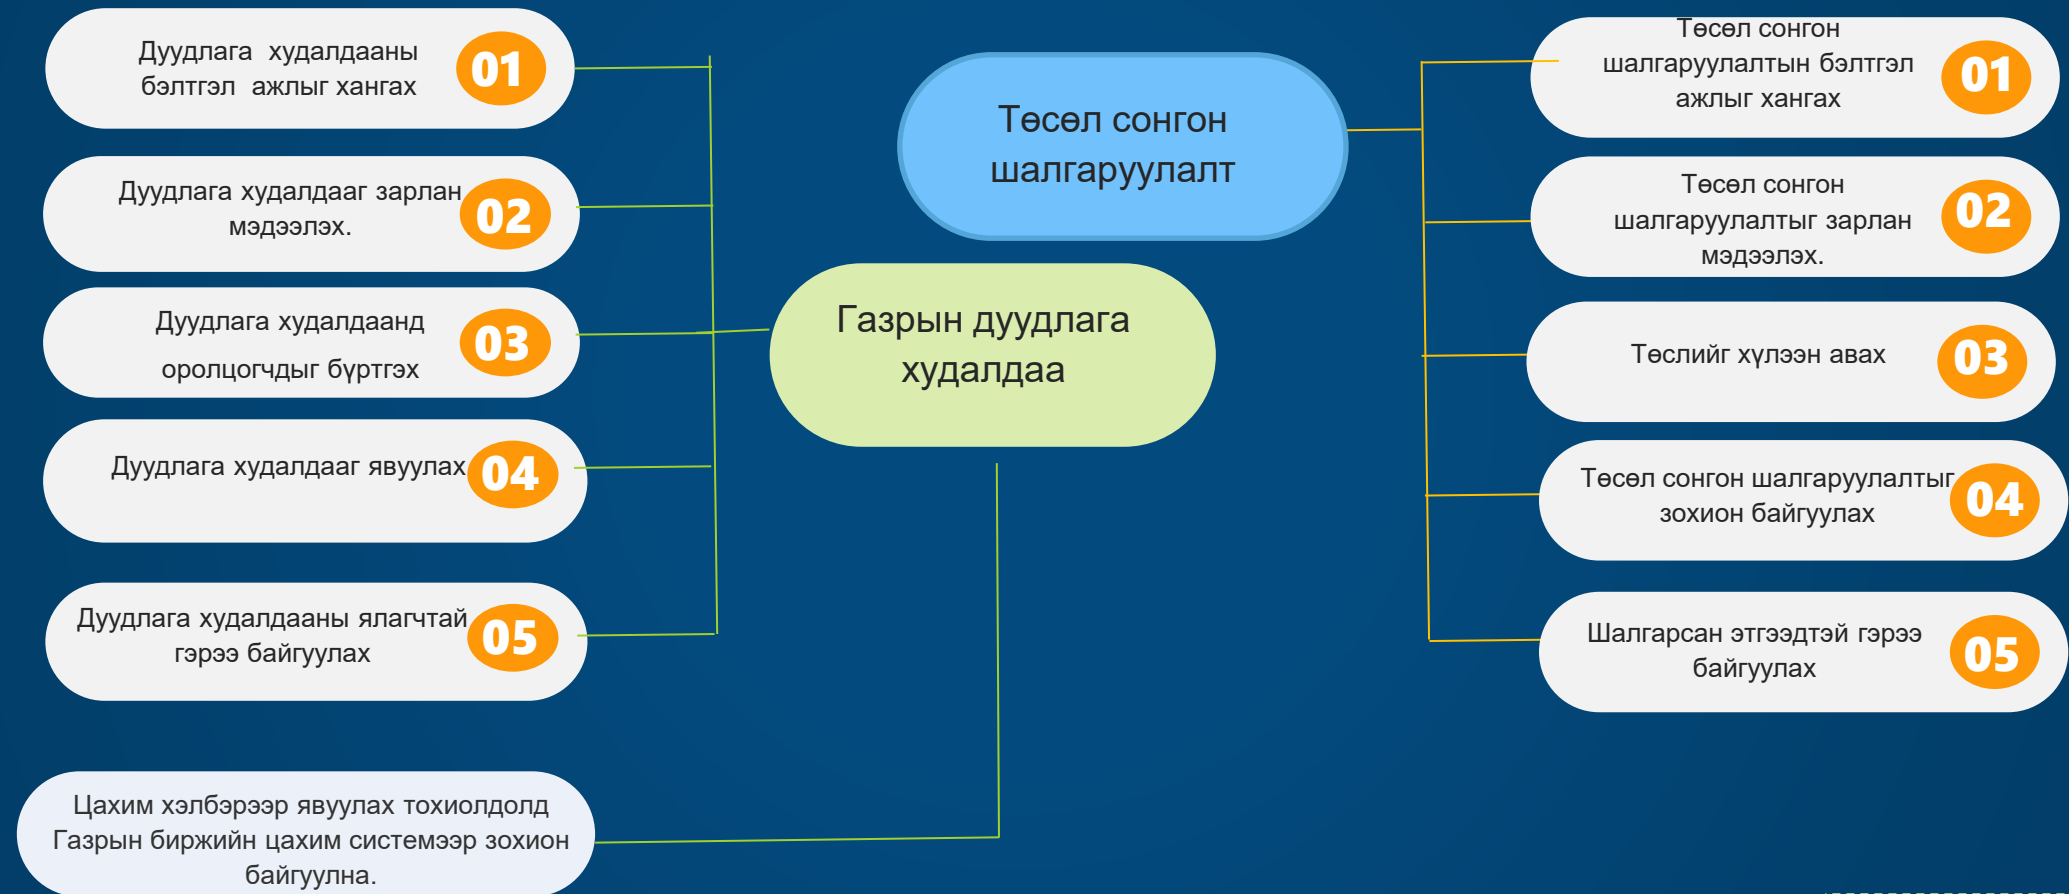 Дуудлага  худалдааны
бэлтгэл  ажлыг хангах
01
Дуудлага худалдааг зарлан
мэдээлэх.
02
Дуудлага худалдаанд
оролцогчдыг бүртгэх
03
Дуудлага худалдааг явуулах
04
Дуудлага худалдааны ялагчтай
гэрээ байгуулах
05
Цахим хэлбэрээр явуулах тохиолдолд
Газрын биржийн цахим системээр зохион
байгуулна.
Төсөл сонгон
шалгаруулалт
Газрын дуудлага
худалдаа
Төсөл сонгон
шалгаруулалтын бэлтгэл
ажлыг хангах
01
Төсөл сонгон
шалгаруулалтыг зарлан
мэдээлэх.
02
Төслийг хүлээн авах
03
Төсөл сонгон шалгаруулалтыг
зохион байгуулах
04
Шалгарсан этгээдтэй гэрээ
байгуулах
05